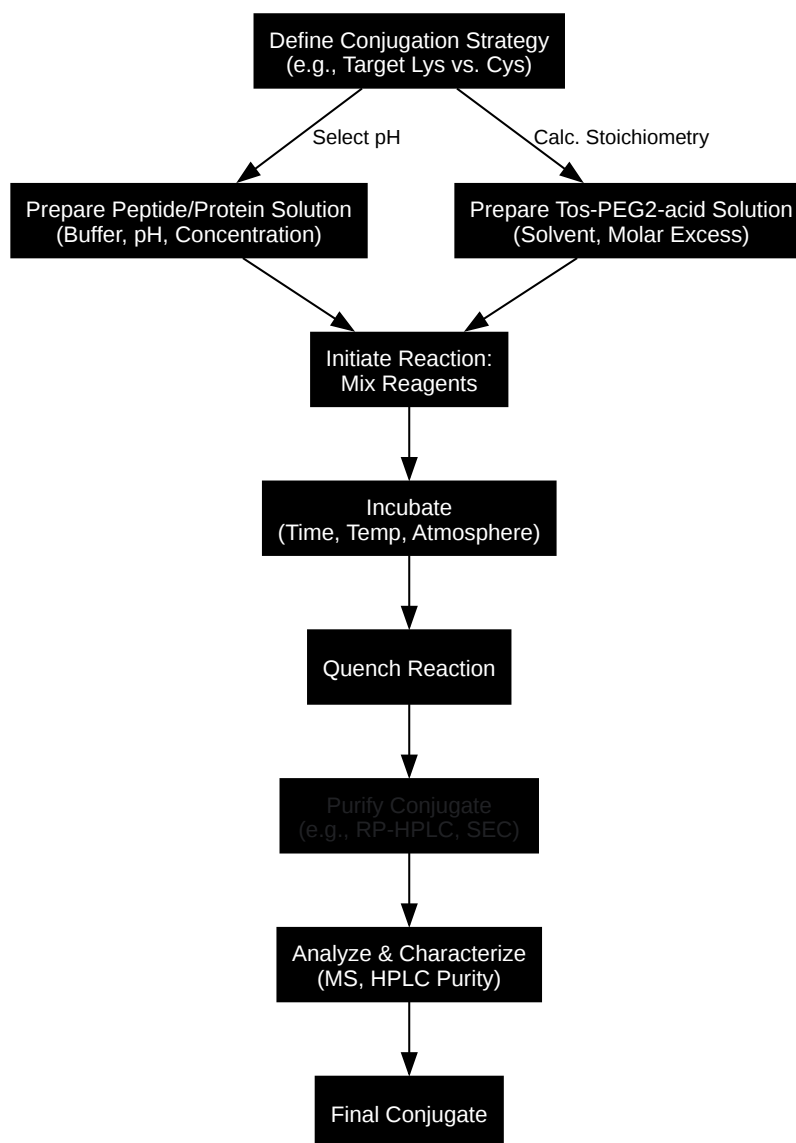 Define Conjugation Strategy
(e.g., Target Lys vs. Cys)
Select pH
Calc. Stoichiometry
Prepare Peptide/Protein Solution
(Buffer, pH, Concentration)
Prepare Tos-PEG2-acid Solution
(Solvent, Molar Excess)
Initiate Reaction:
Mix Reagents
Incubate
(Time, Temp, Atmosphere)
Quench Reaction
Purify Conjugate
(e.g., RP-HPLC, SEC)
Analyze & Characterize
(MS, HPLC Purity)
Final Conjugate